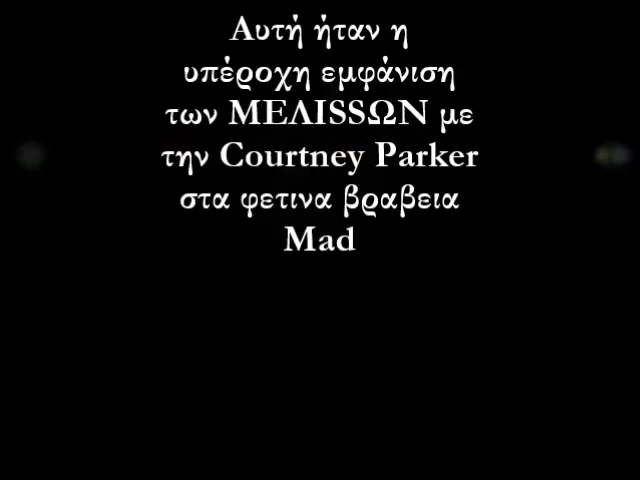 Αυτή ήταν η
υπέροχη εμφάνιση
των ΜΕΛΙSSΩΝ με
την Courtney Parker
στα φετινα βραβεια
Mad